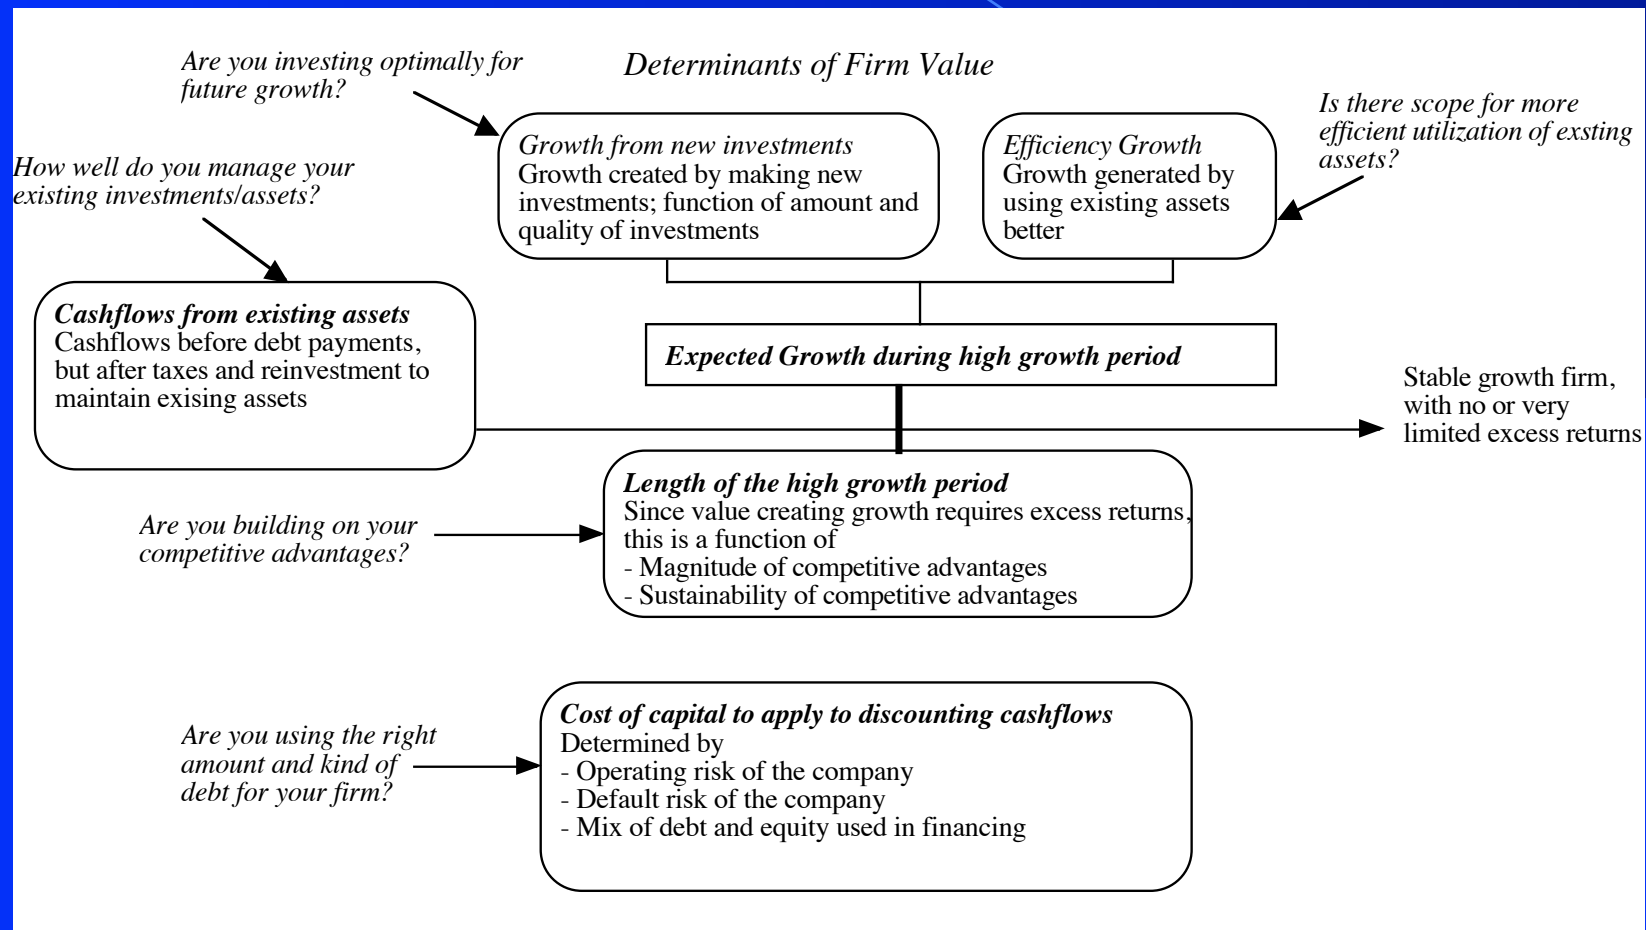 Determinants of Firm Value
Are you investing optimally for
future growth?
Is there scope for more
efficient utilization of exsting
assets?
Growth from new investments
Growth created by making new
investments; function of amount and
quality of investments
Efficiency Growth
Growth generated by
using existing assets
better
How well do you manage your
existing investments/assets?
Cashflows from existing assets
Cashflows before debt payments,
but after taxes and reinvestment to
maintain exising assets
Expected Growth during high growth period
Stable growth firm,
with no or very
limited excess returns
Length of the high growth period
Since value creating growth requires excess returns,
this is a function of
- Magnitude of competitive advantages
- Sustainability of competitive advantages
Are you building on your
competitive advantages?
Cost of capital to apply to discounting cashflows
Determined by
- Operating risk of the company
- Default risk of the company
- Mix of debt and equity used in financing
Are you using the right
amount and kind of
debt for your firm?